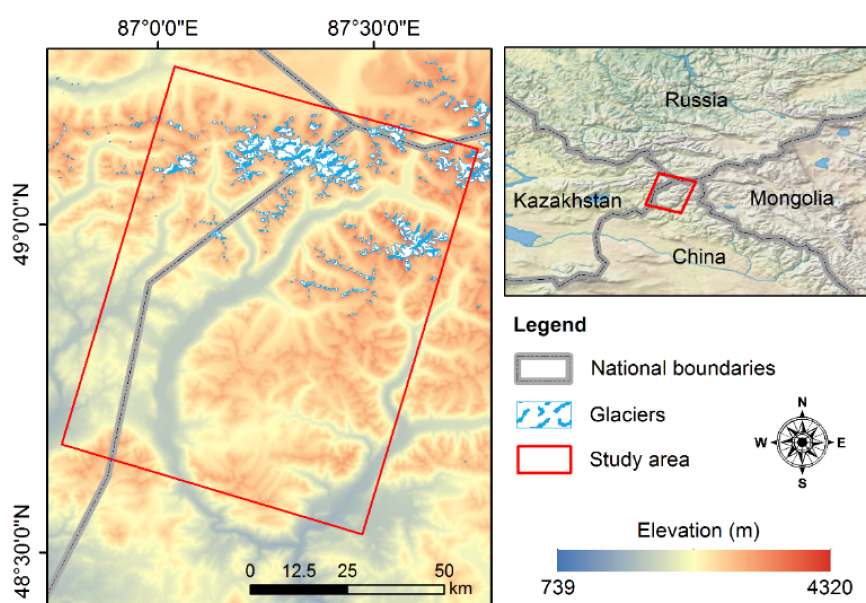 87°0'0"E
87°30'0"E
49°0'0"N
48°30'0"N
0 12.5 25 50
km
Russia
Kazakhstan
Mongolia
China
Legend
National boundaries
Glaciers
Study area
N
W
E
S
Elevation (m)
739
4320